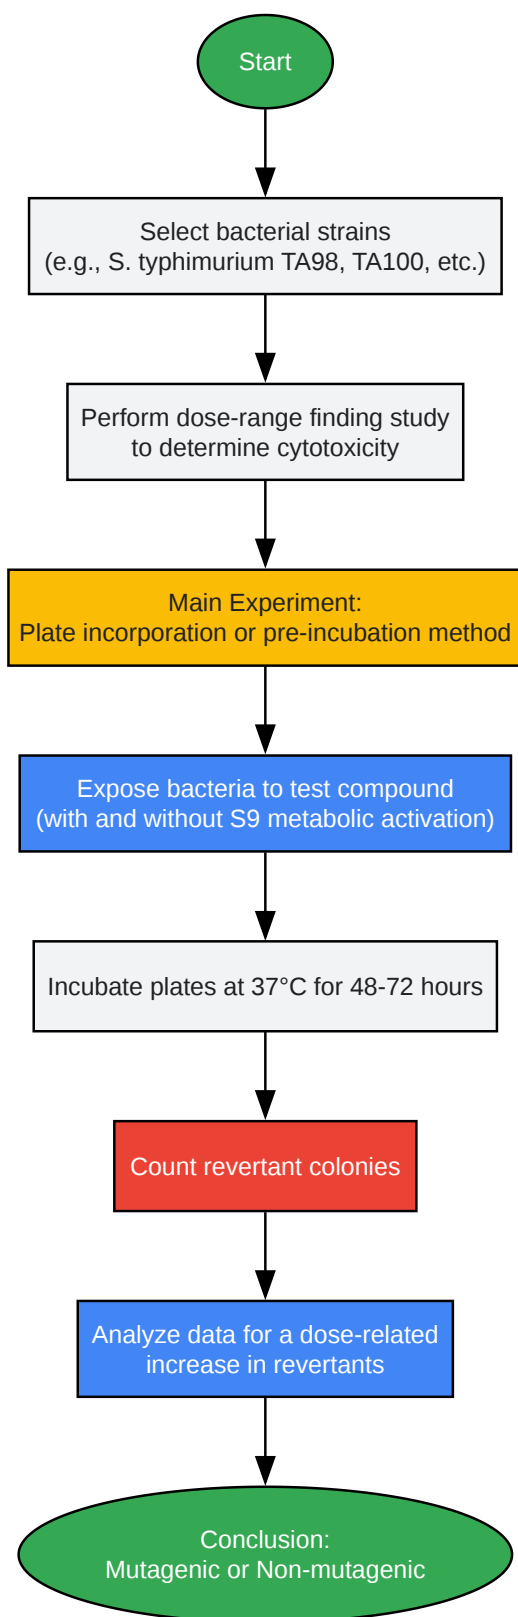 Start
Select bacterial strains
(e.g., S. typhimurium TA98, TA100, etc.)
Perform dose-range finding study
to determine cytotoxicity
Main Experiment:
Plate incorporation or pre-incubation method
Expose bacteria to test compound
(with and without S9 metabolic activation)
Incubate plates at 37°C for 48-72 hours
Count revertant colonies
Analyze data for a dose-related
increase in revertants
Conclusion:
Mutagenic or Non-mutagenic